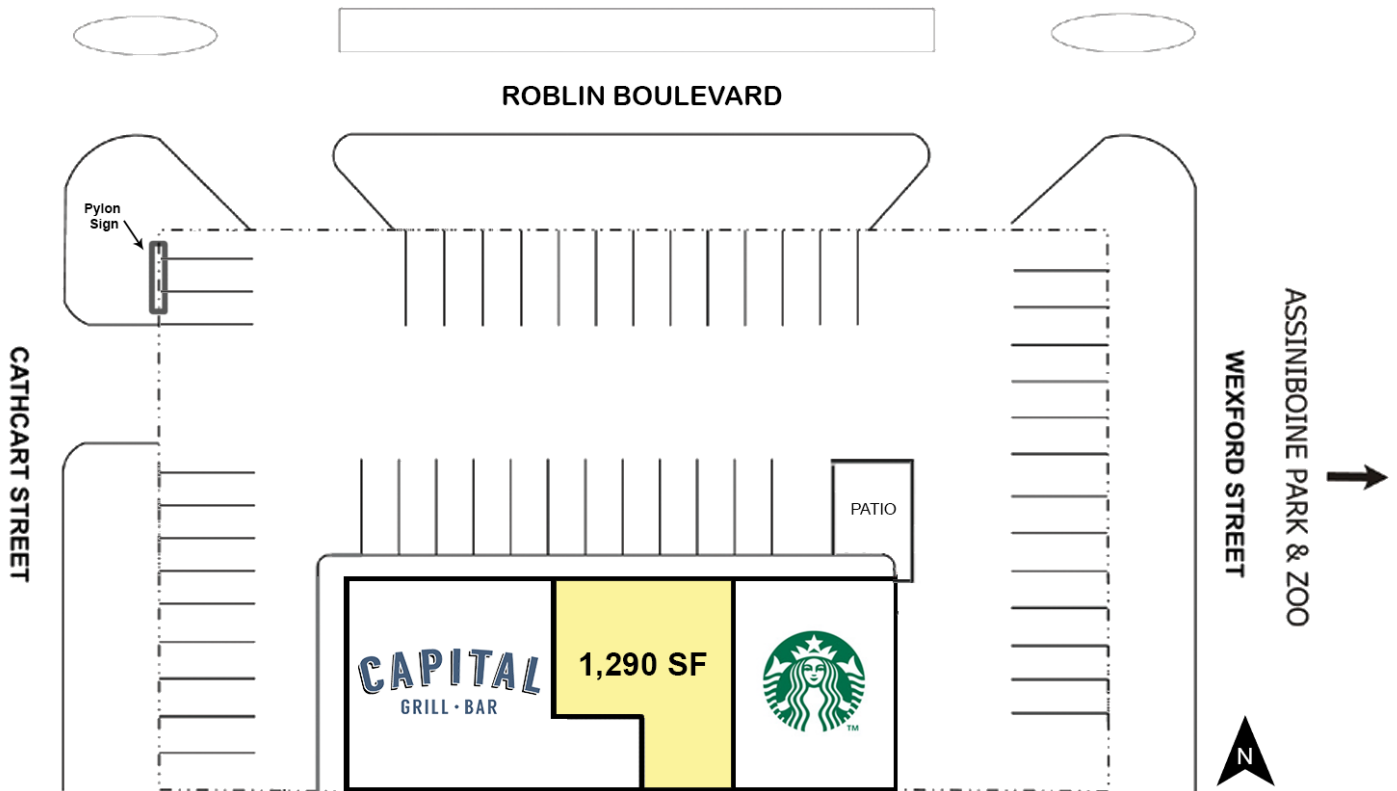 ROBLIN BOULEVARD
Pylon
Sign
CATHCART STREET
WEXFORD STREET
ASSINIBOINE PARK & ZOO
PATIO
CAPITAL
GRILL • BAR
1,290 SF
TM
N